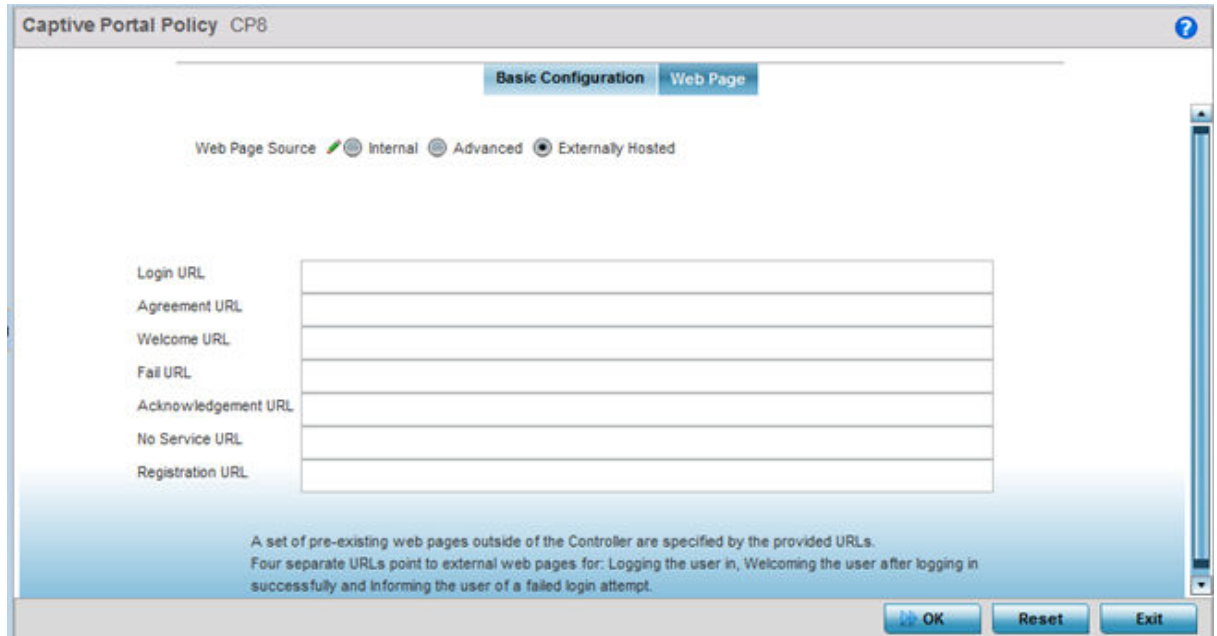 Captive Portal Policy CP8
?
Basic Configuration Web Page
Web Page Source Internal Advanced Externally Hosted
Login URL
Agreement URL
Welcome URL
Fail URL
Acknowledgement URL
No Service URL
Registration URL
A set of pre-existing web pages outside of the Controller are specified by the provided URLs.
Four separate URLs point to external web pages for: Logging the user in, Welcoming the user after logging in
successfully and Informing the user of a failed login attempt.
OK Reset Exit